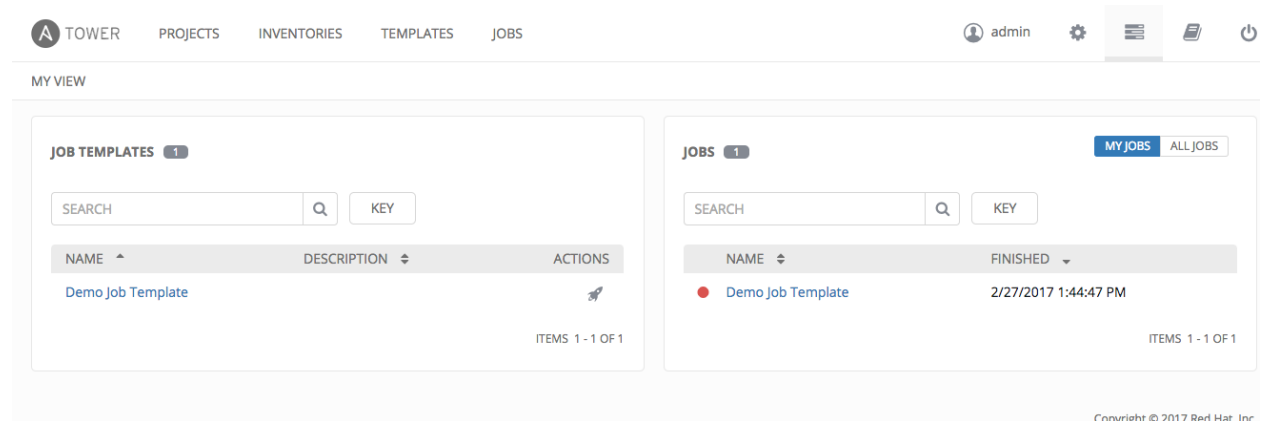 A TOWER PROJECTS INVENTORIES TEMPLATES JOBS admin
MY VIEW
JOB TEMPLATES 1
SEARCH KEY
NAME DESCRIPTION ACTIONS
Demo Job Template
ITEMS 1 - 1 OF 1
JOBS 1 MY JOBS ALL JOBS
SEARCH KEY
NAME FINISHED
Demo Job Template 2/27/2017 1:44:47 PM
ITEMS 1 - 1 OF 1
Copyright © 2017 Red Hat, Inc.